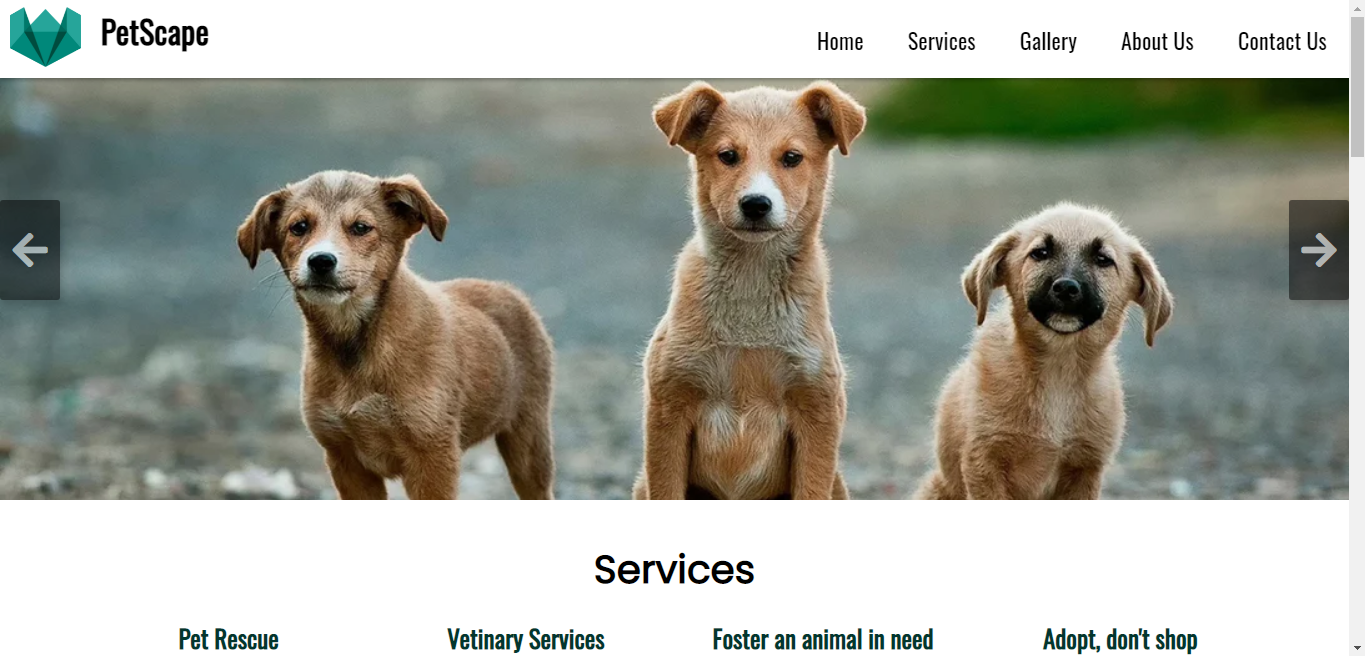 PetScape
Home Services Gallery About Us Contact Us
Services
Pet Rescue
Vetinary Services
Foster an animal in need
Adopt, don't shop